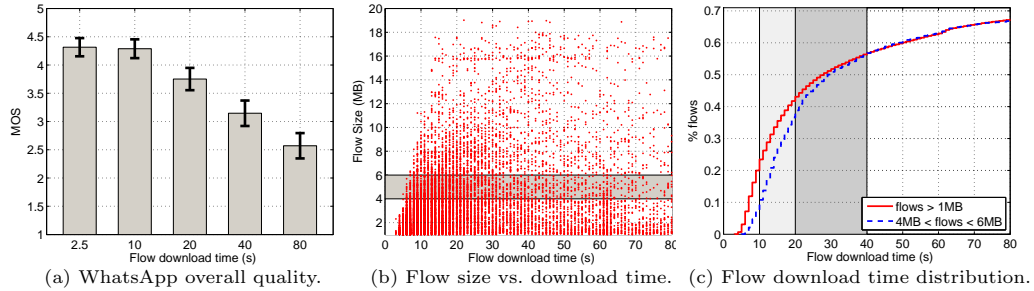 5
4.5
4
3.5
3
2.5
2
1.5
1
MOS
2.5 10 20 40 80
Flow download time (s)
(a) WhatsApp overall quality.
20
18
16
14
12
10
8
6
4
2
Flow Size (MB)
0 10 20 30 40 50 60 70 80
Flow download time (s)
(b) Flow size vs. download time.
0.7
0.6
0.5
0.4
0.3
0.2
0.1
0
% flows
%
0 10 20 30 40 50 60 70 80
Flow download time (s)
flows > 1MB
4MB < flows < 6MB
(c) Flow download time distribution.